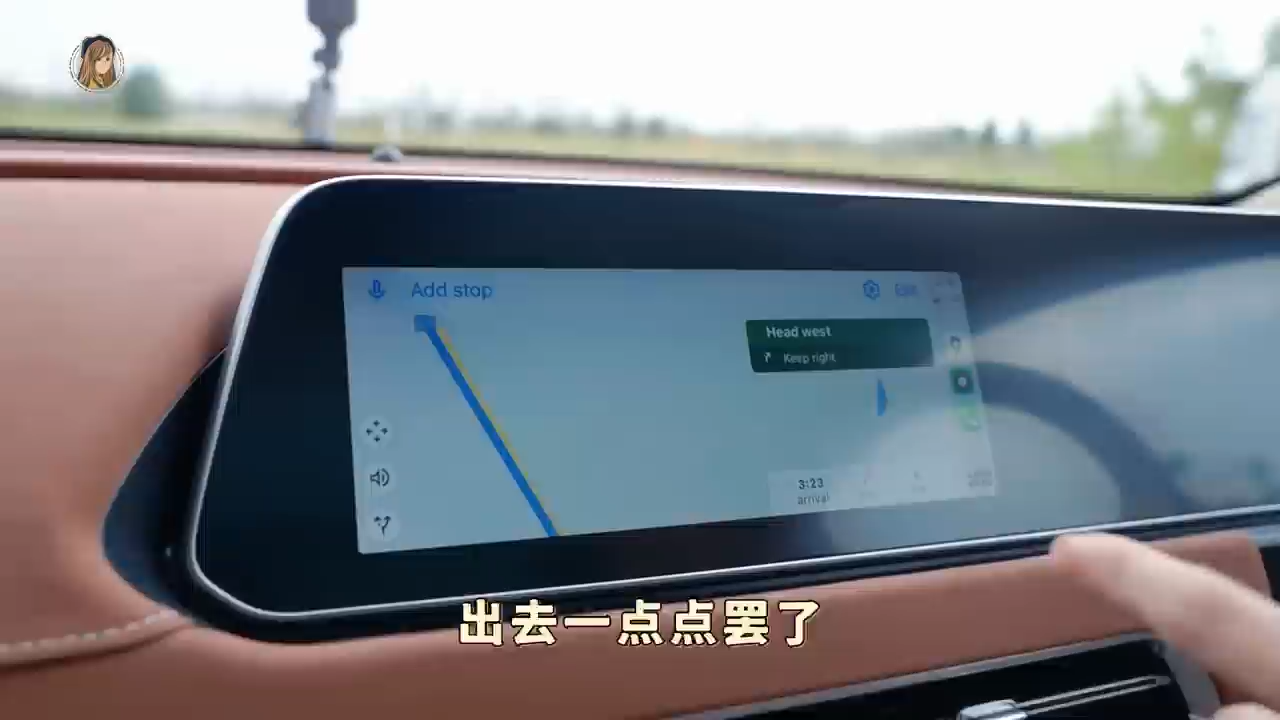 Add stop
Edit
Head west
Keep right
3:23
arrival
出去一点点罢了